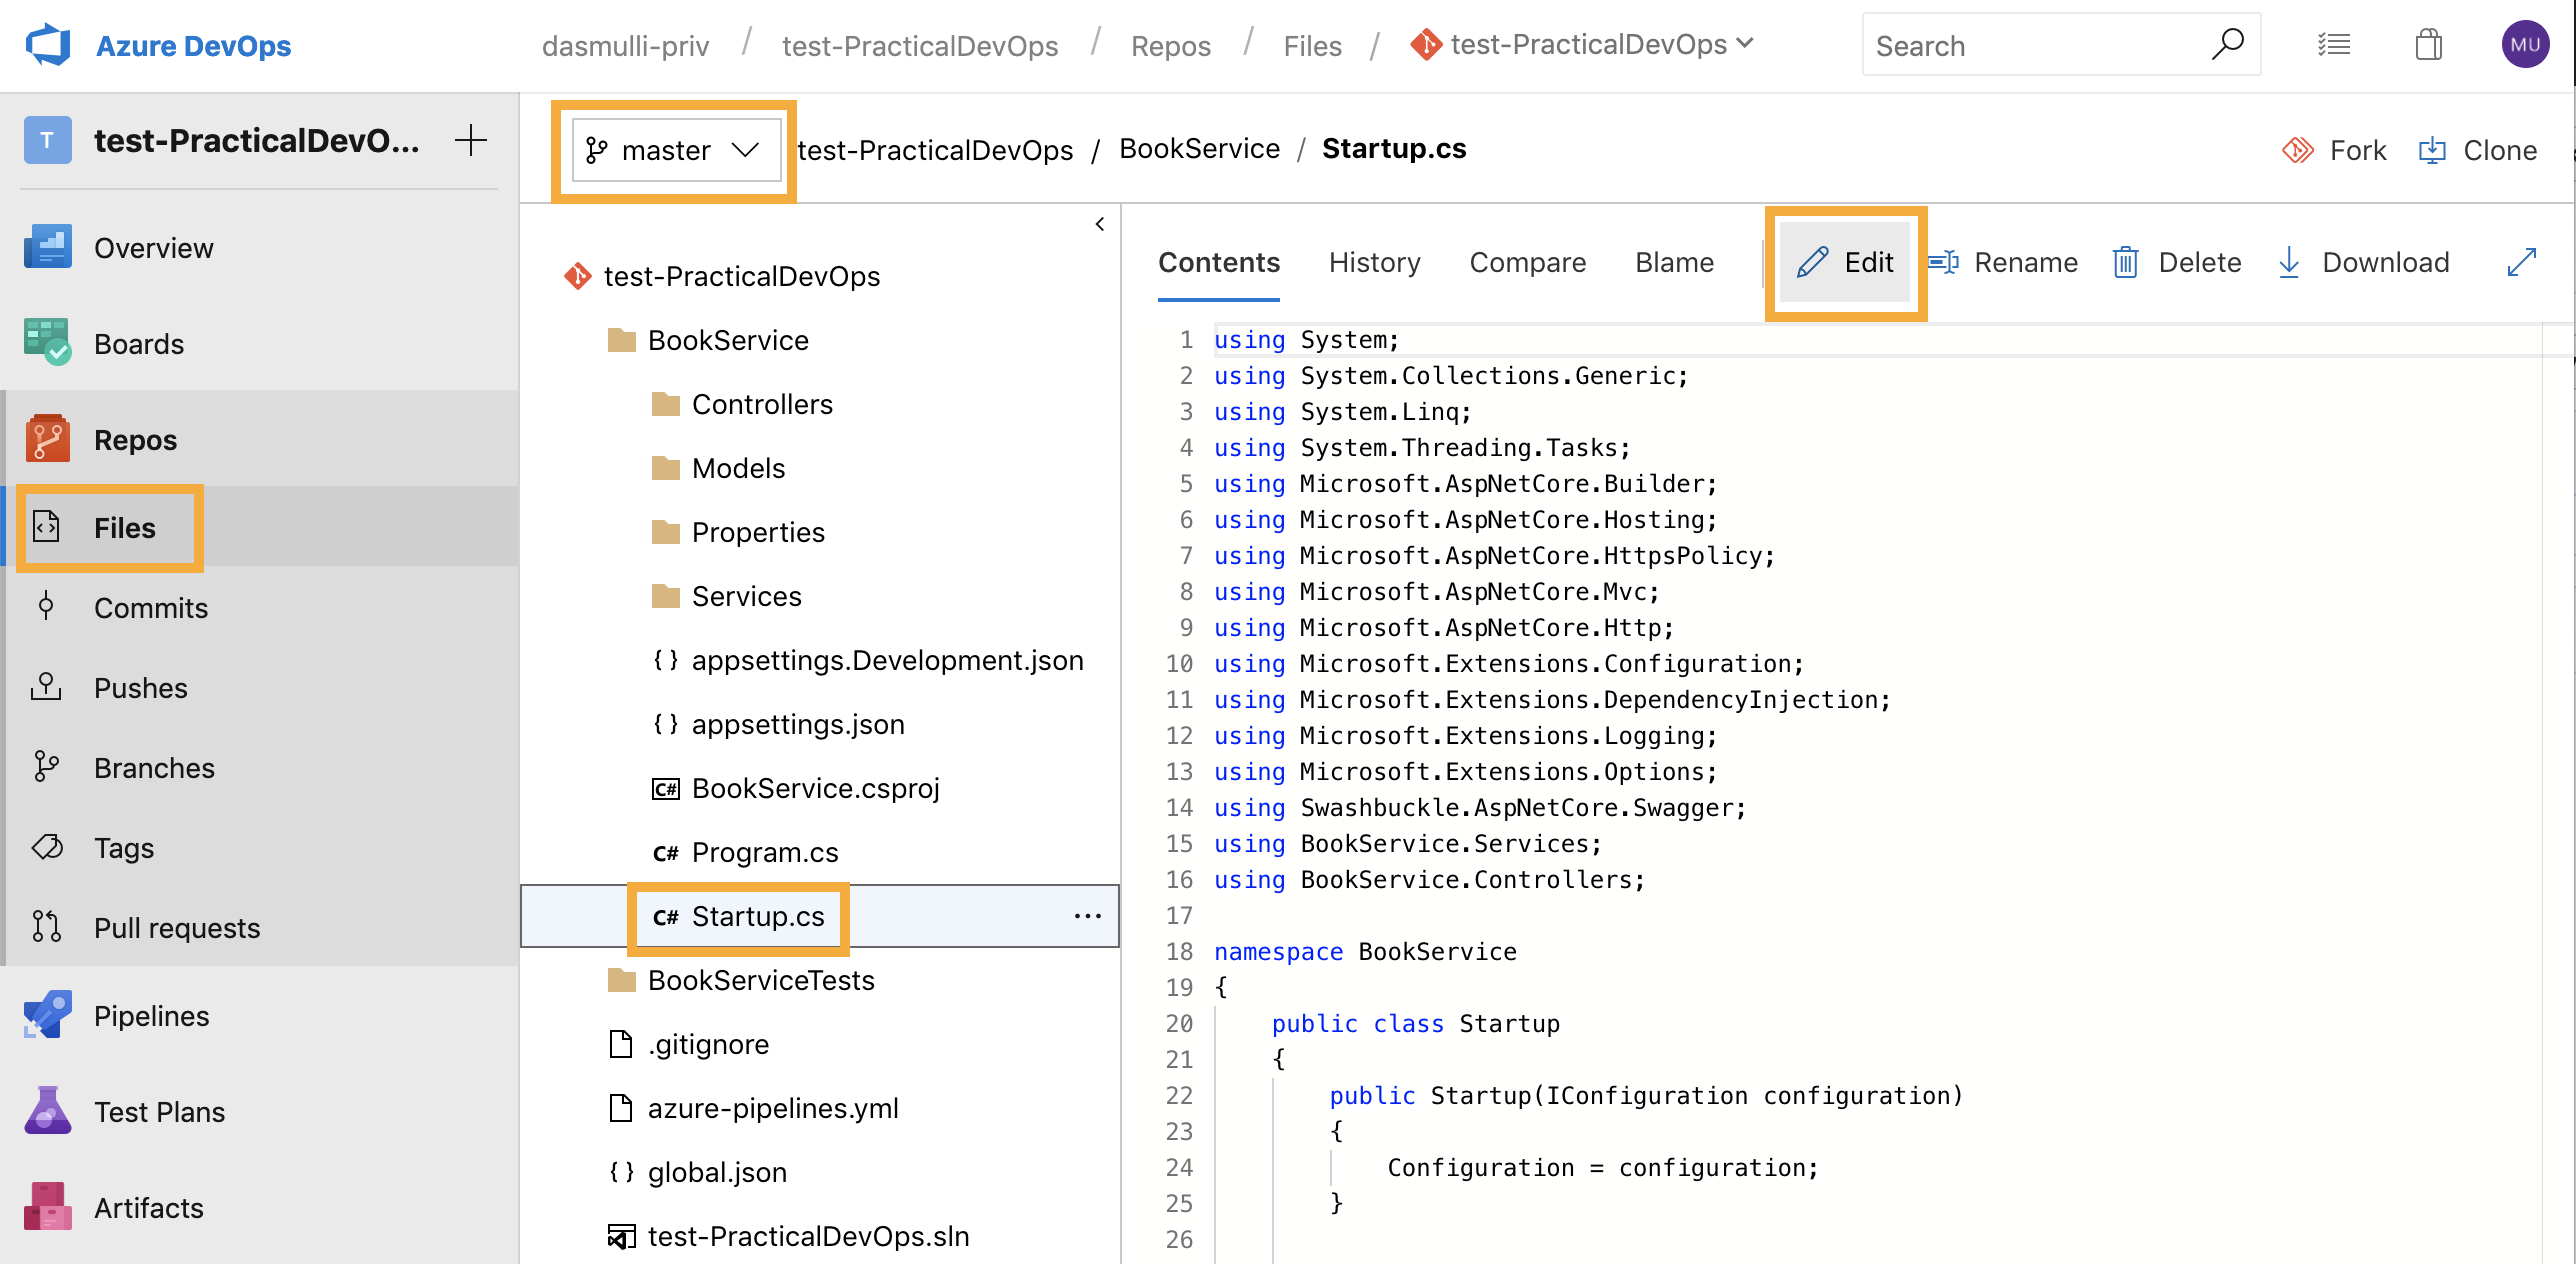 Azure DevOps
dasmulli-priv / test-PracticalDevOps / Repos / Files / test-PracticalDevOps
Search
MU
T
test-PracticalDevO...
Overview
Boards
Repos
Files
Commits
Pushes
Branches
Tags
Pull requests
Pipelines
Test Plans
Artifacts
master
test-PracticalDevOps / BookService / Startup.cs
Fork
Clone
test-PracticalDevOps
BookService
Controllers
Models
Properties
Services
{ } appsettings.Development.json
{ } appsettings.json
C# BookService.csproj
C# Program.cs
C# Startup.cs
...
BookServiceTests
.gitignore
azure-pipelines.yml
{ } global.json
test-PracticalDevOps.sln
Contents
History
Compare
Blame
Edit
Rename
Delete
Download
1 using System;
2 using System.Collections.Generic;
3 using System.Linq;
4 using System.Threading.Tasks;
5 using Microsoft.AspNetCore.Builder;
6 using Microsoft.AspNetCore.Hosting;
7 using Microsoft.AspNetCore.HttpsPolicy;
8 using Microsoft.AspNetCore.Mvc;
9 using Microsoft.AspNetCore.Http;
10 using Microsoft.Extensions.Configuration;
11 using Microsoft.Extensions.DependencyInjection;
12 using Microsoft.Extensions.Logging;
13 using Microsoft.Extensions.Options;
14 using Swashbuckle.AspNetCore.Swagger;
15 using BookService.Services;
16 using BookService.Controllers;
17
18 namespace BookService
19 {
20     public class Startup
21     {
22         public Startup(IConfiguration configuration)
23         {
24             Configuration = configuration;
25         }
26